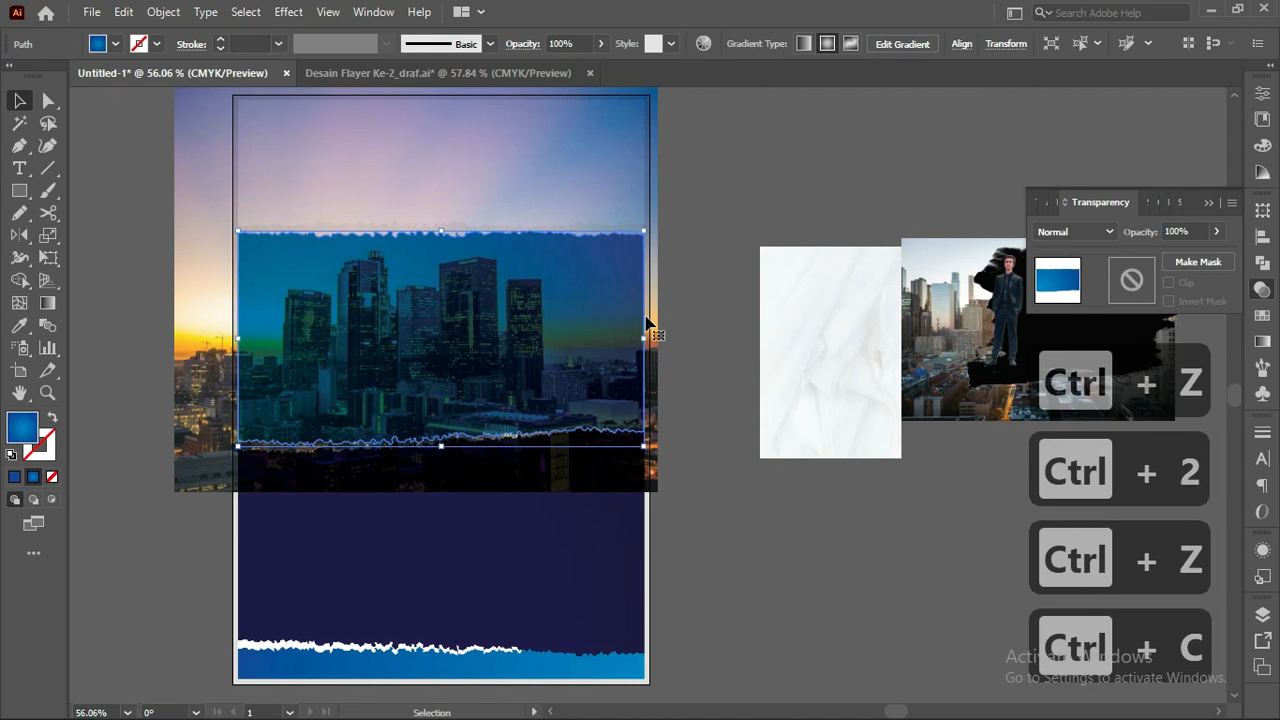 Ai File Edit Object Type Select Effect View Window Help Search Adobe Help
Path Stroke: Basic Opacity: 100% Style: Gradient Type: Edit Gradient Align Transform
Untitled-1* @ 56.06 % (CMYK/Preview) × Desain Flayer Ke-2_draf.ai* @ 57.84 % (CMYK/Preview) ×
Transparency
Normal Opacity: 100%
Make Mask
Clip
Invert Mask
Ctrl + Z
Ctrl + 2
Ctrl + Z
Ctrl + C
Activate Windows
Go to Settings to activate Windows.
56.06% 0° 1 Selection